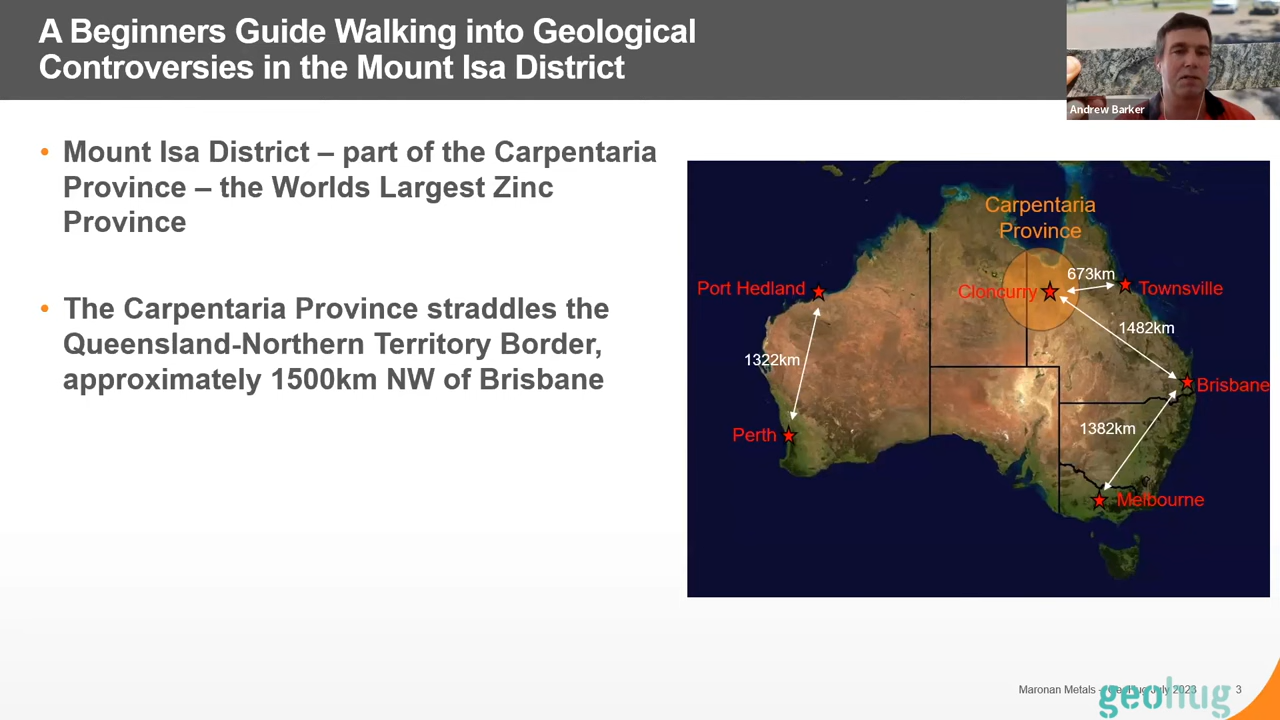 A Beginners Guide Walking into Geological
Controversies in the Mount Isa District
Andrew Barker
• Mount Isa District – part of the Carpentaria
Province – the Worlds Largest Zinc
Province
• The Carpentaria Province straddles the
Queensland-Northern Territory Border,
approximately 1500km NW of Brisbane
Carpentaria
Province
673km
Port Hedland
Cloncurry
Townsville
1482km
1322km
Brisbane
1382km
Perth
Melbourne
Maronan Metals - GeoHug July 2023
3
geohug